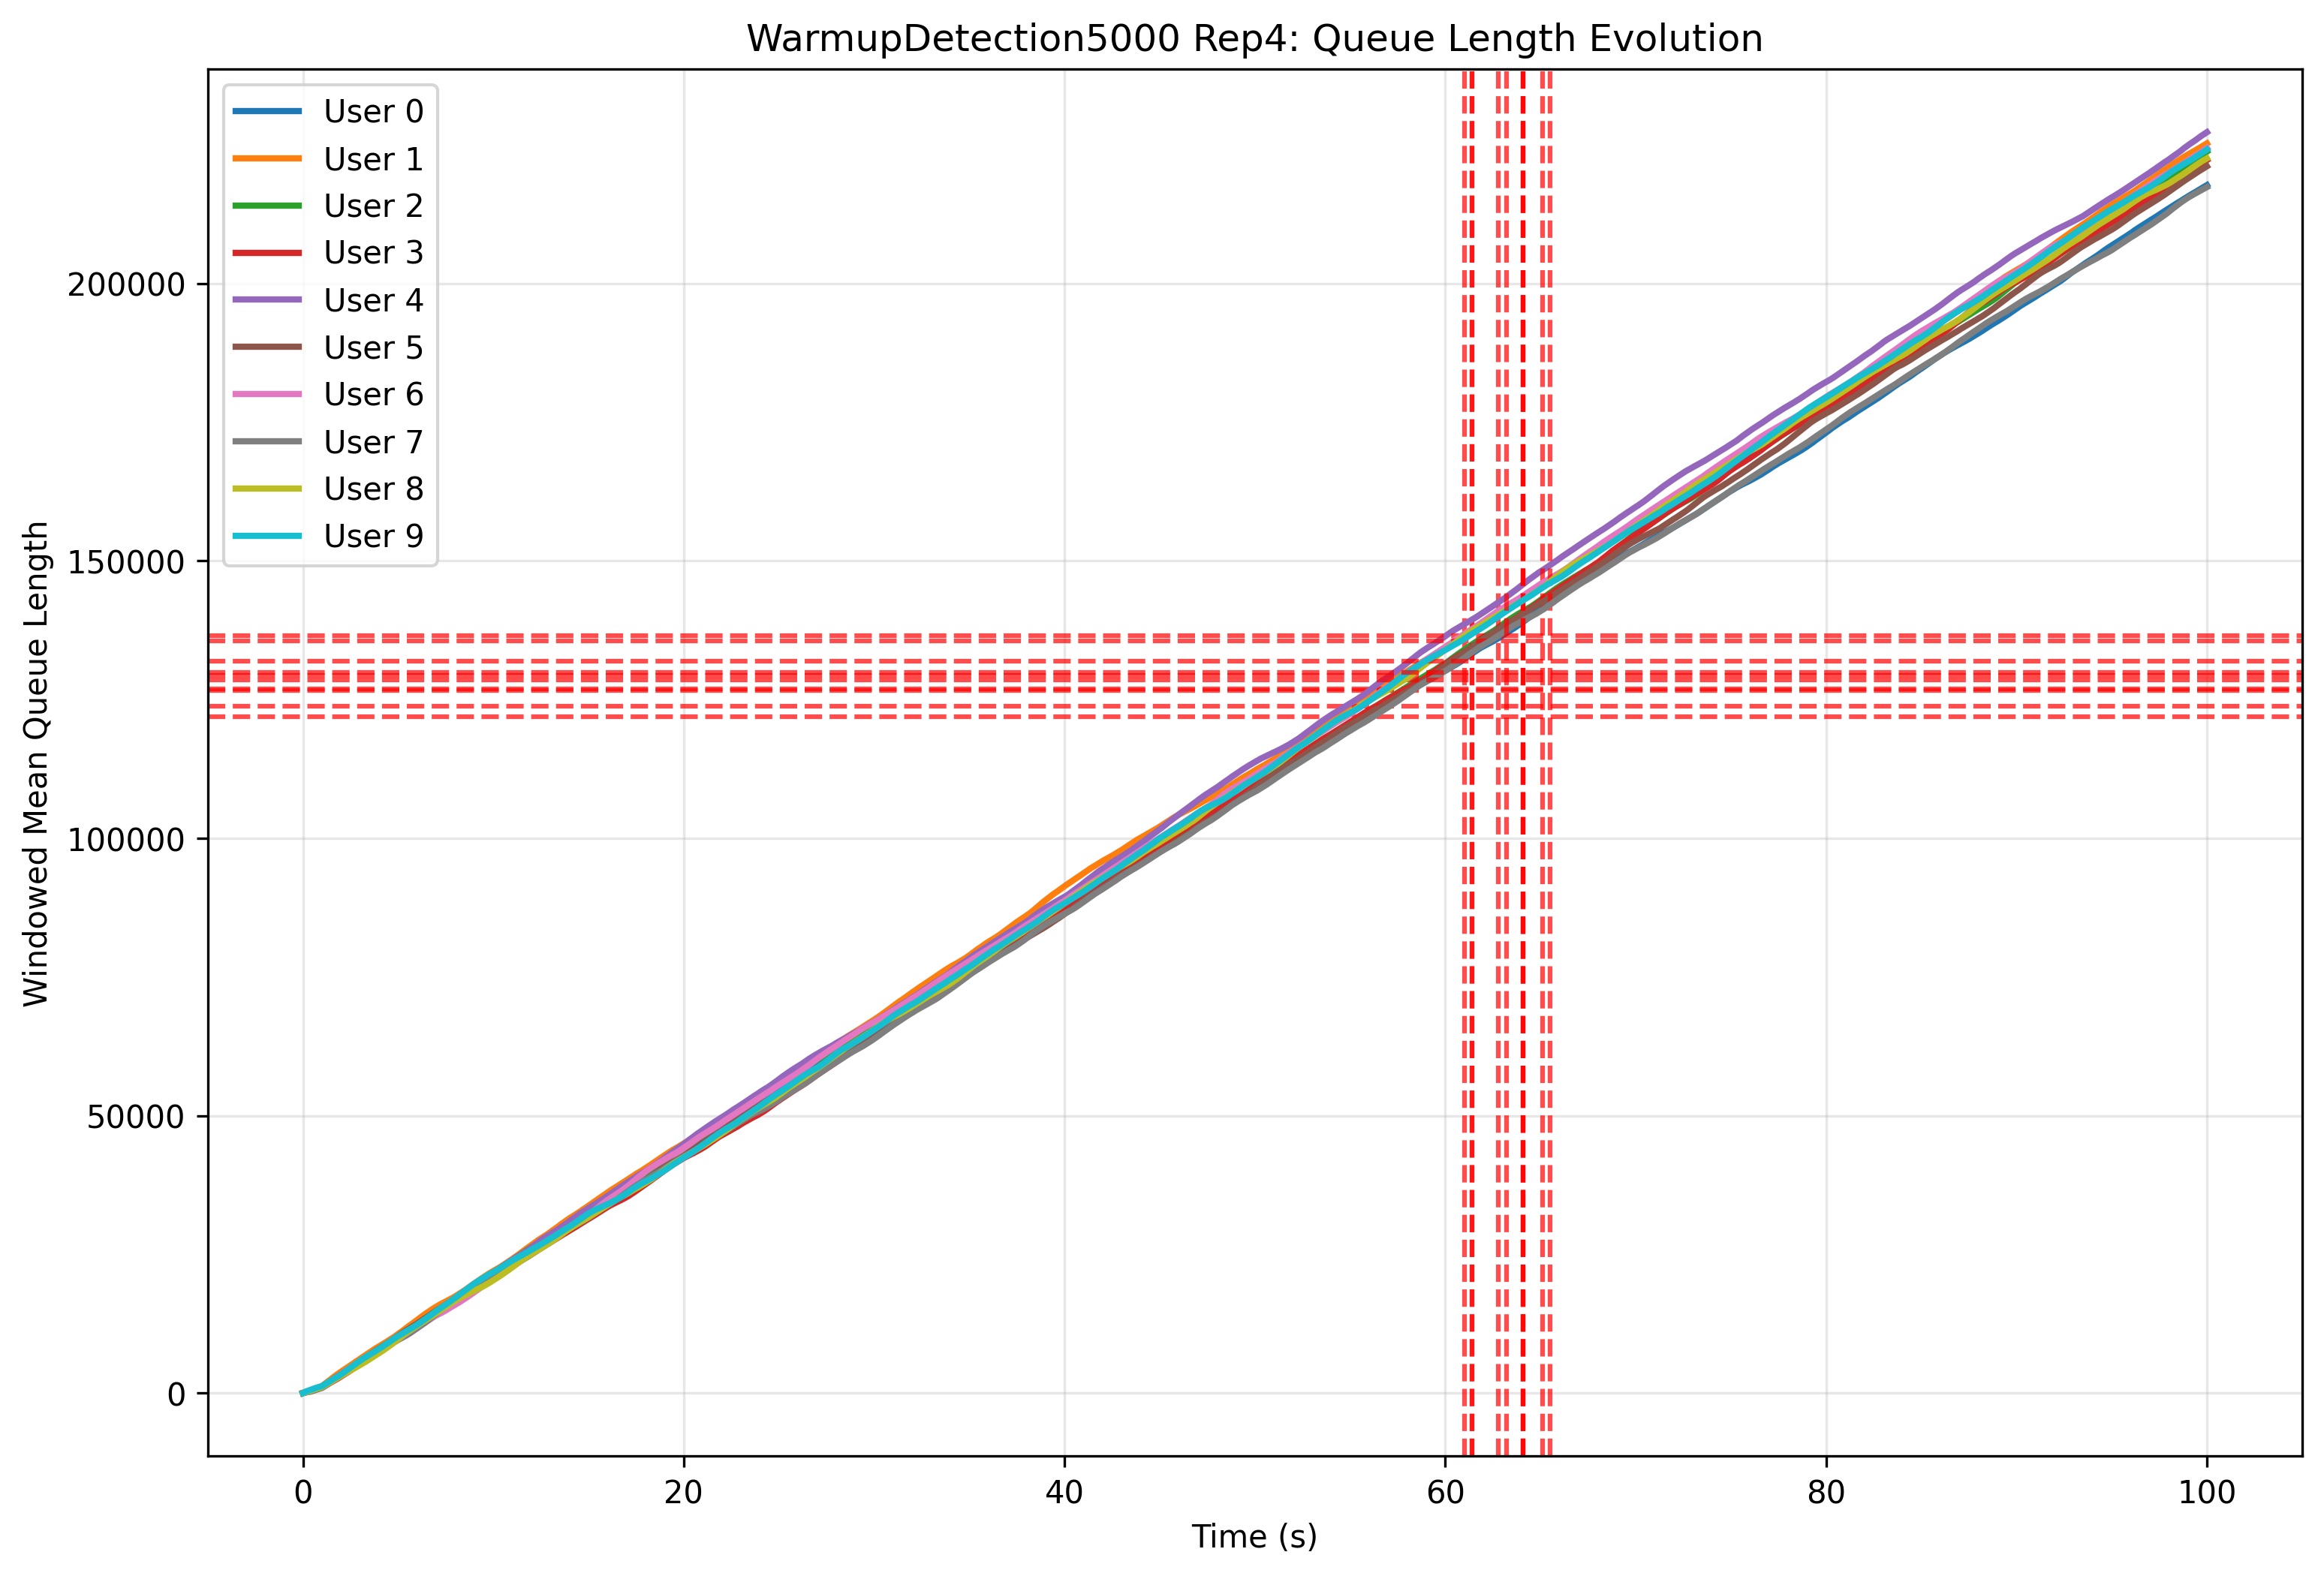 WarmupDetection5000 Rep4: Queue Length Evolution
User 0
User 1
User 2
User 3
User 4
User 5
User 6
User 7
User 8
User 9
Windowed Mean Queue Length
200000
150000
100000
50000
0
0 20 40 60 80 100
Time (s)